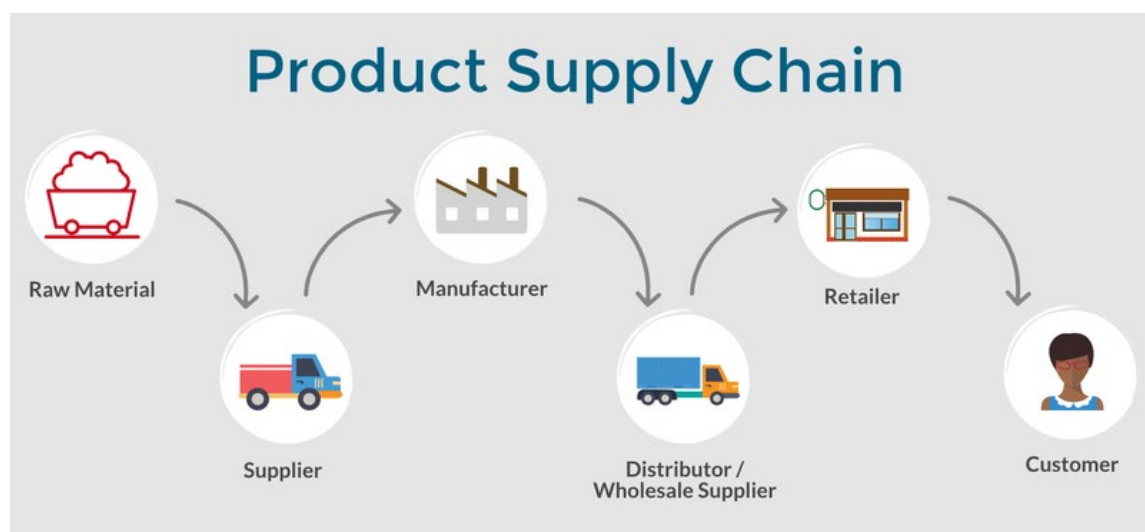 Product Supply Chain
Raw Material
Supplier
Manufacturer
Distributor /
Wholesale Supplier
Retailer
Customer